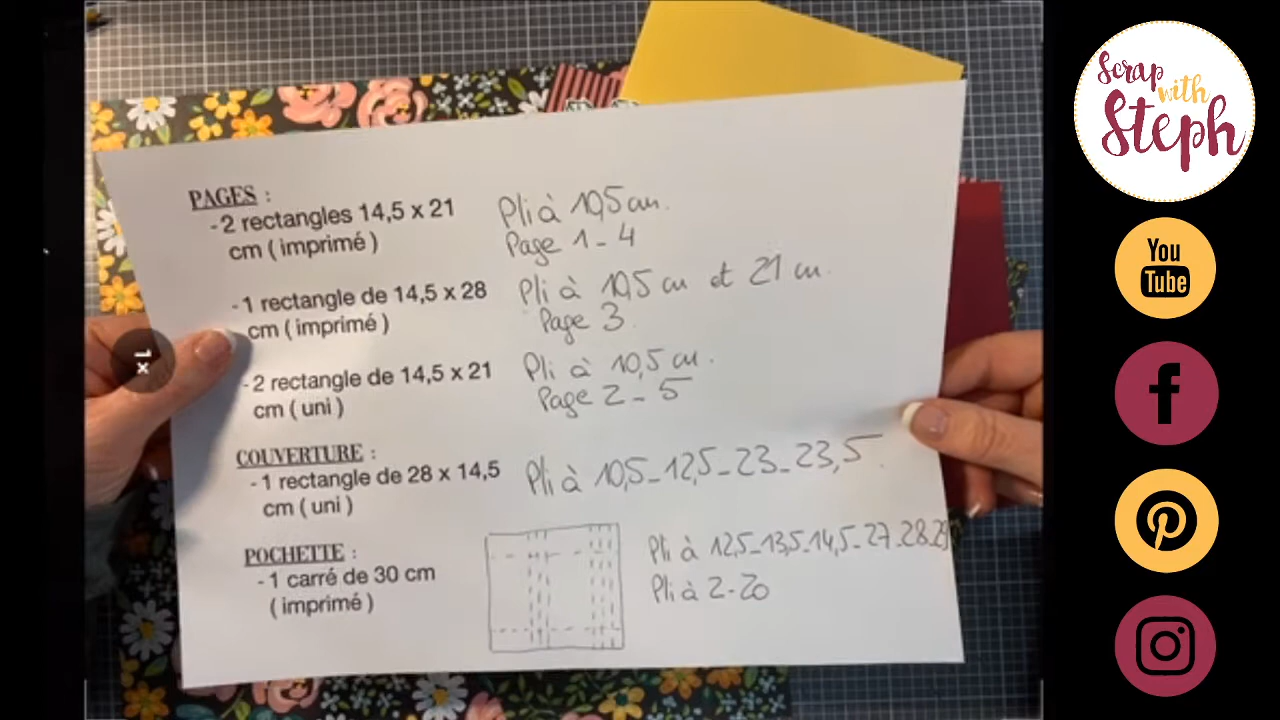 PAGES :
- 2 rectangles 14,5 x 21
cm ( imprimé )
Pli à 10,5 cm.
Page 1 - 4
- 1 rectangle de 14,5 x 28
cm ( imprimé )
Pli à 10,5 cm et 21 cm.
Page 3
- 2 rectangle de 14,5 x 21
cm ( uni )
Pli à 10,5 cm.
Page 2 - 5
COUVERTURE :
- 1 rectangle de 28 x 14,5
cm ( uni )
Pli à 10,5 - 12,5 - 23 - 23,5
POCHETTE :
- 1 carré de 30 cm
( imprimé )
Pli à 12,5 - 13,5 - 14,5 - 27 - 28 - 29
Pli à 2 - 20
1x
Scrap
with
Steph
You
Tube